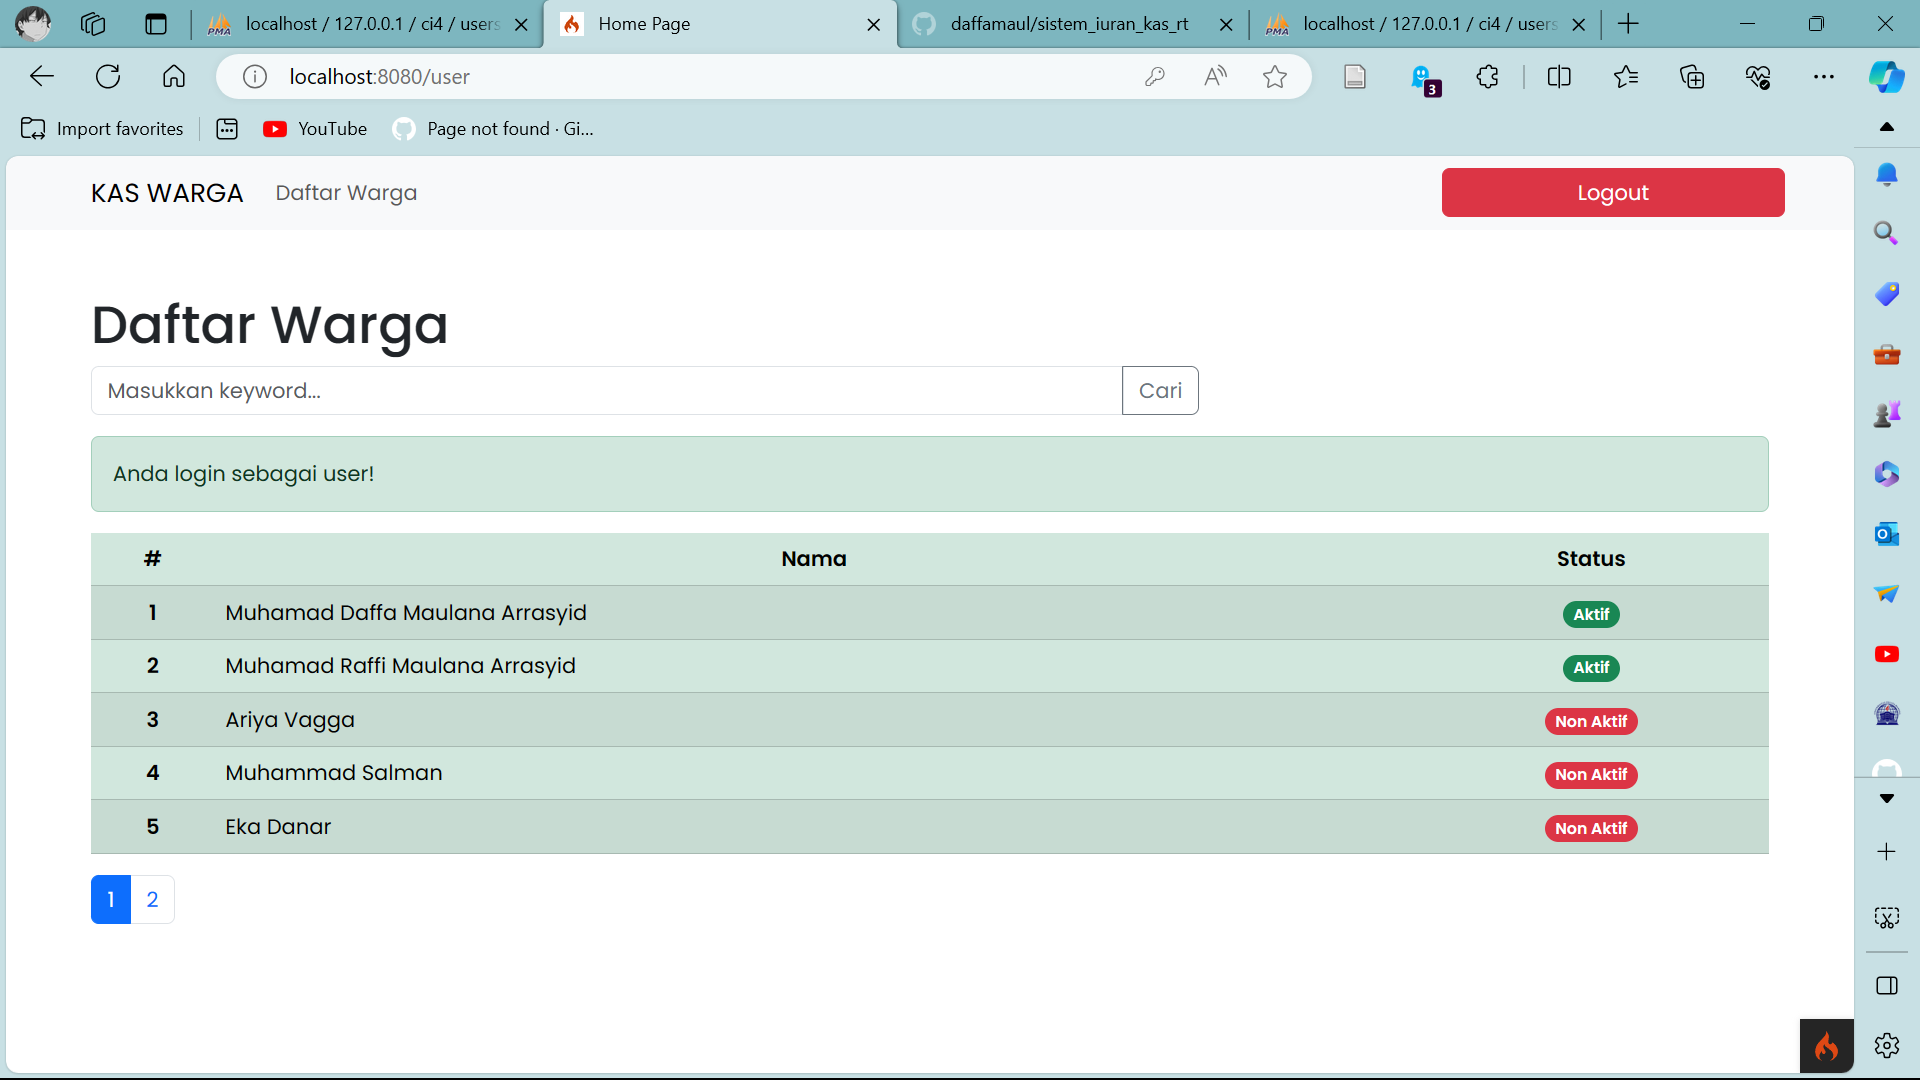 localhost / 127.0.0.1 / ci4 / users
Home Page
daffamaul/sistem_iuran_kas_rt
localhost / 127.0.0.1 / ci4 / users
localhost:8080/user
3
Import favorites
YouTube
Page not found · Gi...
KAS WARGA
Daftar Warga
Logout
Daftar Warga
Masukkan keyword...
Cari
Anda login sebagai user!
# Nama Status
1 Muhamad Daffa Maulana Arrasyid Aktif
2 Muhamad Raffi Maulana Arrasyid Aktif
3 Ariya Vagga Non Aktif
4 Muhammad Salman Non Aktif
5 Eka Danar Non Aktif
1 2